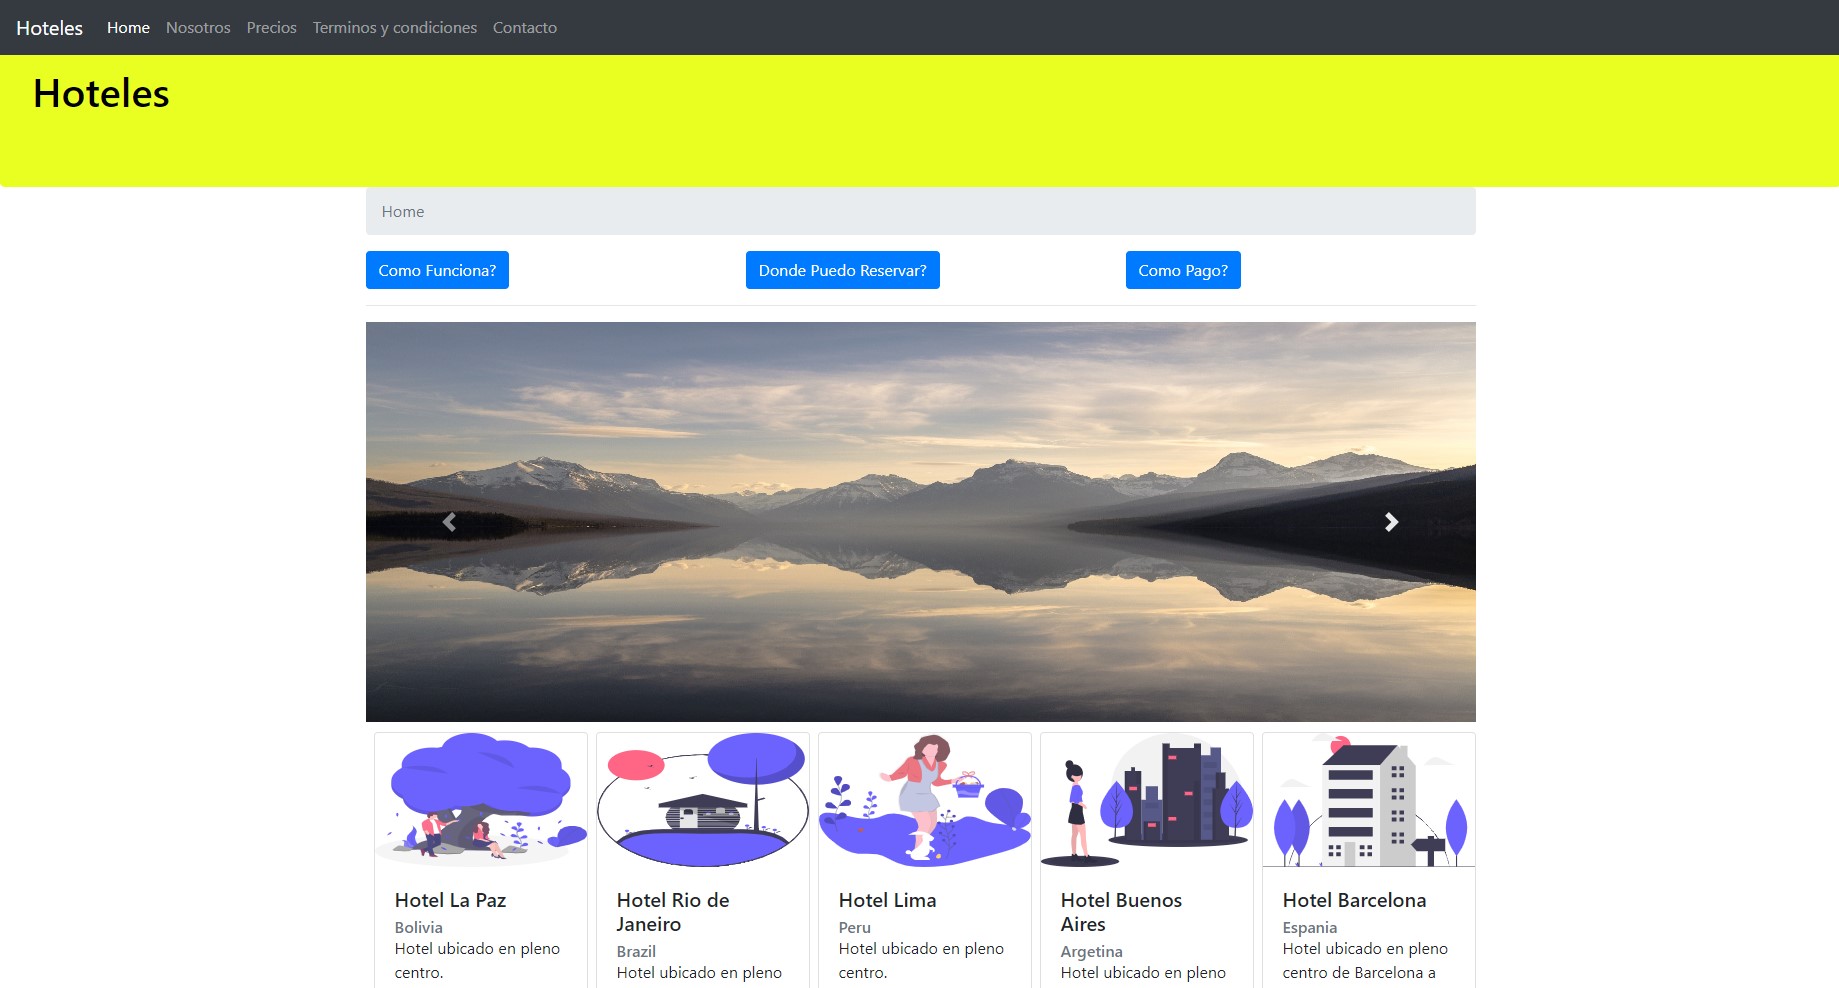 Hoteles Home Nosotros Precios Terminos y condiciones Contacto
Hoteles
Home
Como Funciona?
Donde Puedo Reservar?
Como Pago?
Hotel La Paz
Bolivia
Hotel ubicado en pleno
centro.
Hotel Rio de
Janeiro
Brazil
Hotel ubicado en pleno
Hotel Lima
Peru
Hotel ubicado en pleno
centro.
Hotel Buenos
Aires
Argetina
Hotel ubicado en pleno
Hotel Barcelona
Espania
Hotel ubicado en pleno
centro de Barcelona a